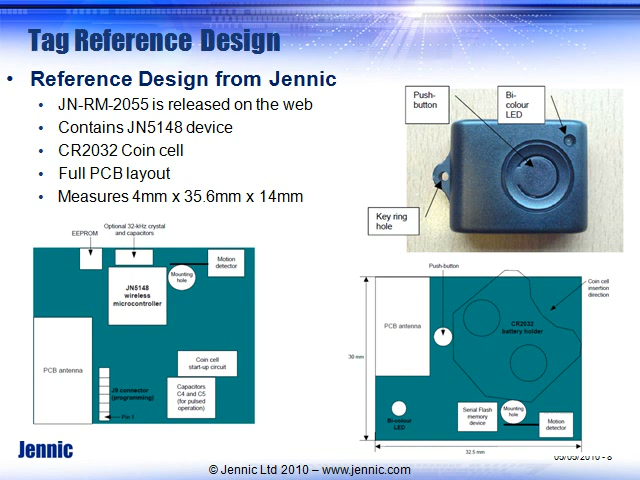 Tag Reference Design
• Reference Design from Jennic
• JN-RM-2055 is released on the web
• Contains JN5148 device
• CR2032 Coin cell
• Full PCB layout
• Measures 4mm x 35.6mm x 14mm
Push-
button
Bi-
colour
LED
Key ring
hole
EEPROM
Optional 32-kHz crystal
and capacitors
Mounting
hole
Motion
detector
JN5148
wireless
microcontroller
PCB antenna
Coin cell
start-up circuit
J9 connector
(programming)
Pin 1
Capacitors
C4 and C5
(for pulsed
operation)
Push-button
Coin cell
insertion
direction
PCB antenna
CR2032
battery holder
30 mm
Bi-colour
LED
Serial Flash
memory
device
Mounting
hole
Motion
detector
32.5 mm
Jennic
05/05/2010 - 8
© Jennic Ltd 2010 – www.jennic.com